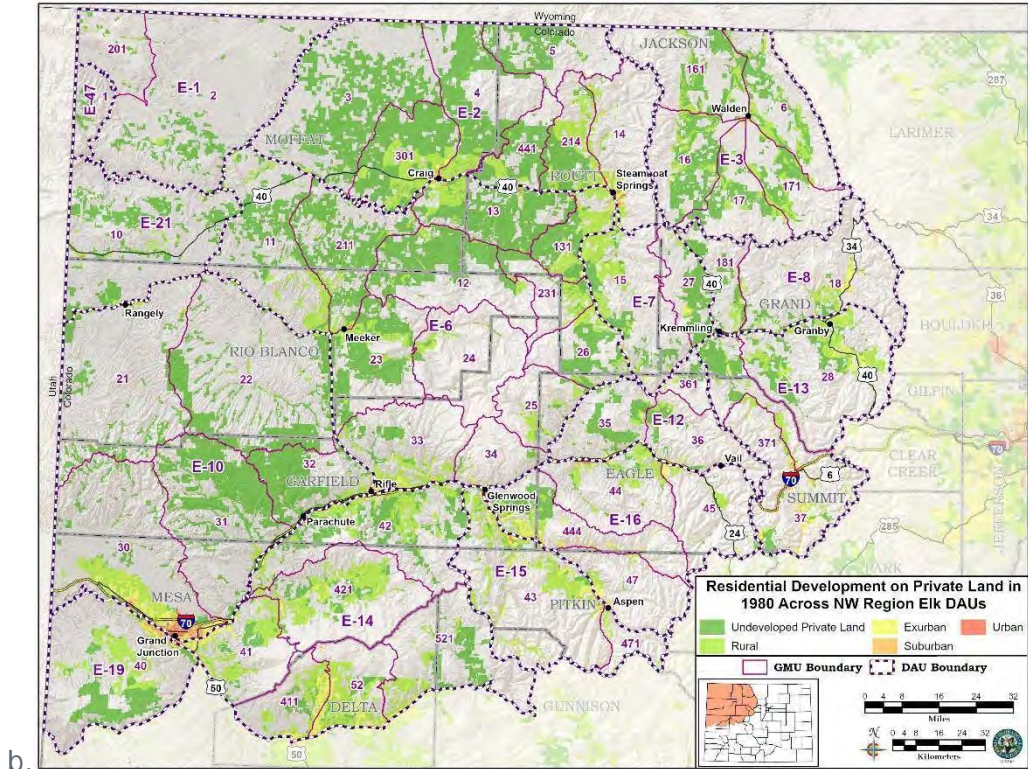 Wyoming
Colorado
JACKSON
201
5
161
287
E-1
2
1
E-47
3
4
E-2
6
Walden
LARIMER
MOFFAT
214
14
441
16
E-3
301
ROUTT
Steamboat
Springs
Craig
40
171
17
40
13
E-21
34
10
11
211
131
34
181
E-8
15
12
231
E-7
27
40
18
GRAND
36
Rangely
Kremmling
Granby
BOULDER
Meeker
E-6
RIO BLANCO
23
24
26
40
28
Utah
Colorado
21
22
E-13
361
GILPIN
25
35
E-12
33
36
371
CLEAR
CREEK
70
E-10
32
34
Vail
6
GARFIELD
EAGLE
70
Rifle
44
SUMMIT
JEFFERSON
Glenwood
Springs
31
Parachute
42
E-16
45
37
24
285
444
30
PARK
E-15
47
MESA
421
43
PITKIN
Aspen
70
E-14
Grand
Junction
471
41
521
E-19
40
50
52
411
DELTA
GUNNISON
50
Residential Development on Private Land in
1980 Across NW Region Elk DAUs
Undeveloped Private Land
Exurban
Urban
Rural
Suburban
GMU Boundary
DAU Boundary
0 4 8 16 24 32
Miles
N
0 4 8 16 24 32
Kilometers
b.